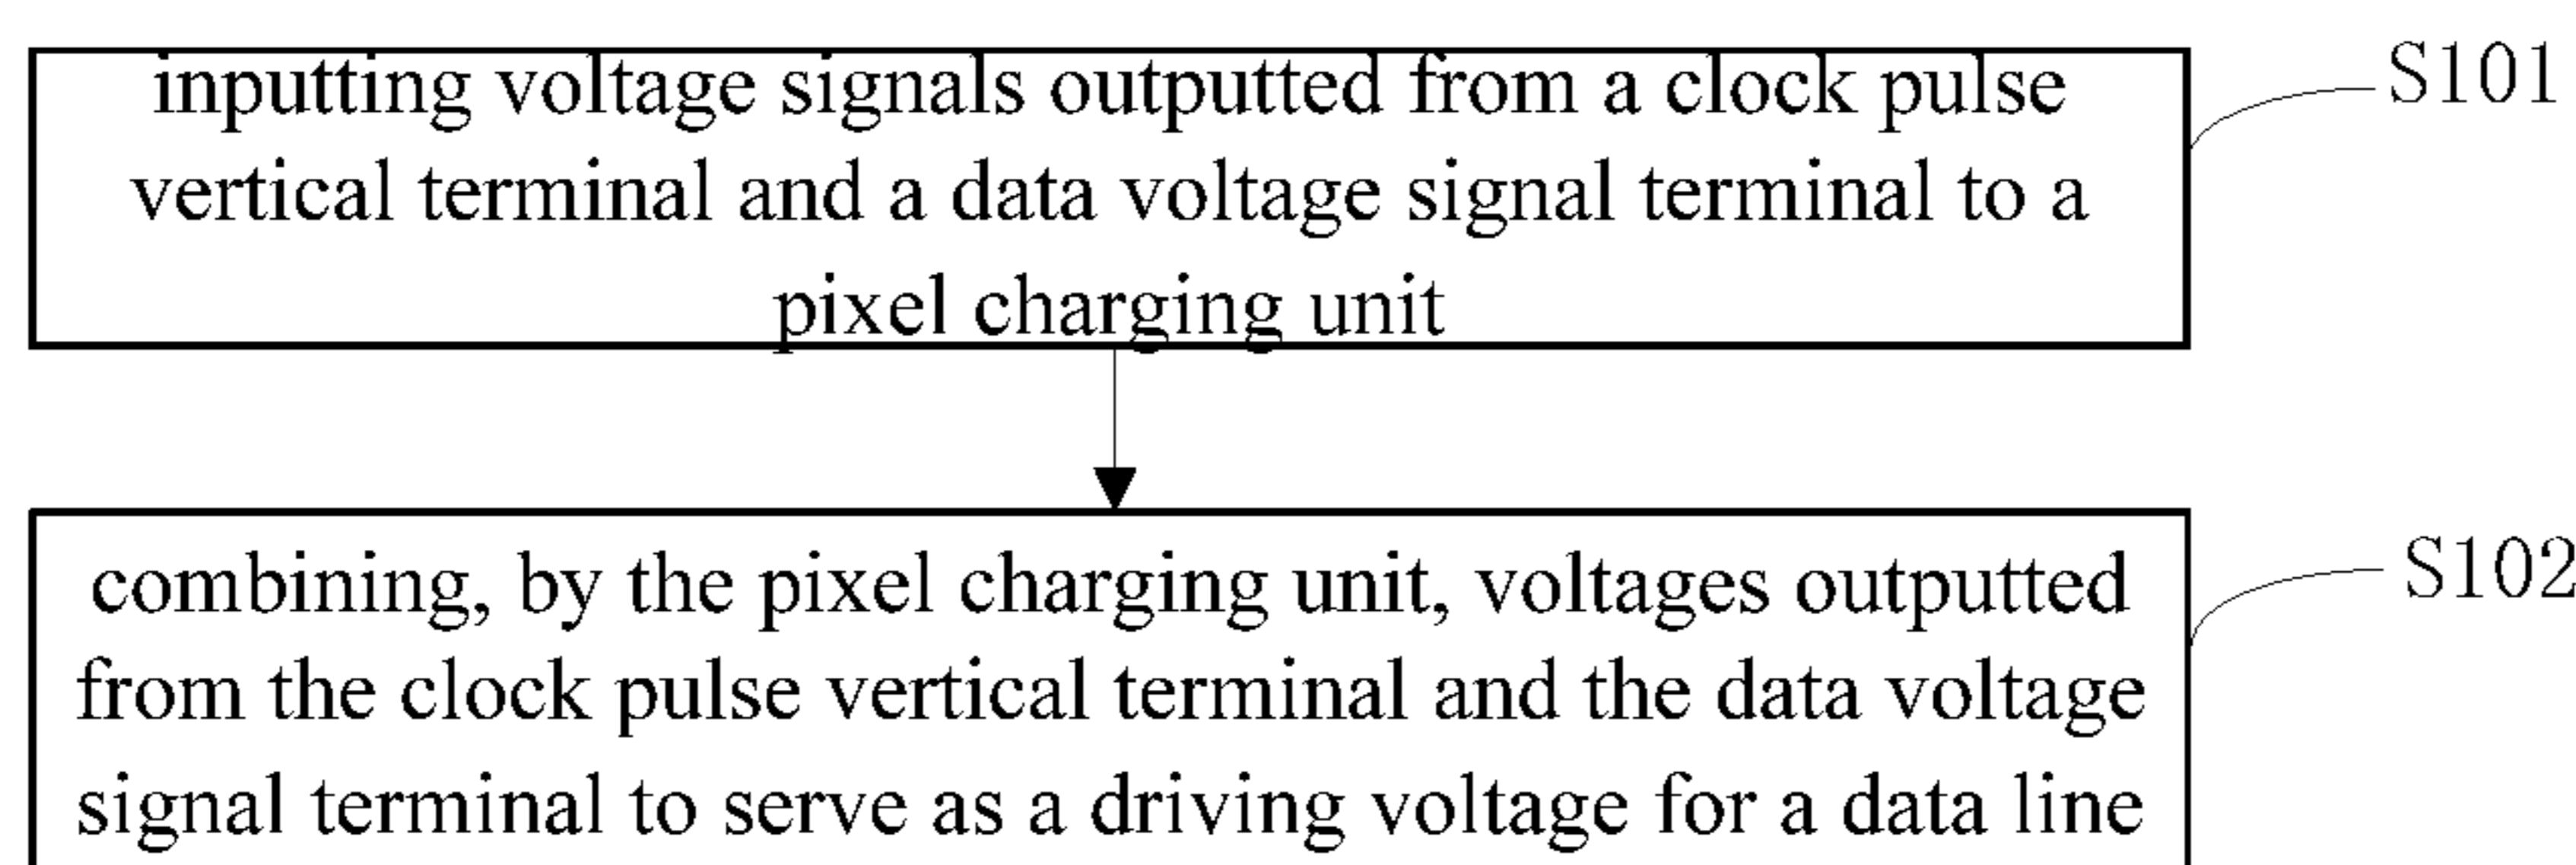 inputting voltage signals outputted from a clock pulse
vertical terminal and a data voltage signal terminal to a
pixel charging unit
S101
combining, by the pixel charging unit, voltages outputted
from the clock pulse vertical terminal and the data voltage
signal terminal to serve as a driving voltage for a data line
S102